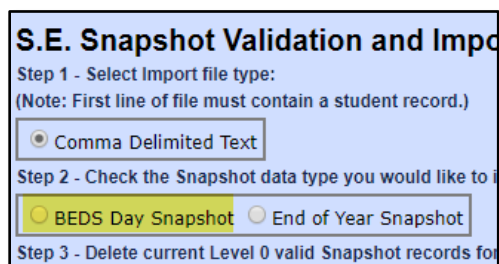 S.E. Snapshot Validation and Impo
Step 1 - Select Import file type:
(Note: First line of file must contain a student record.)
Comma Delimited Text
Step 2 - Check the Snapshot data type you would like to i
BEDS Day Snapshot End of Year Snapshot
Step 3 - Delete current Level 0 valid Snapshot records for